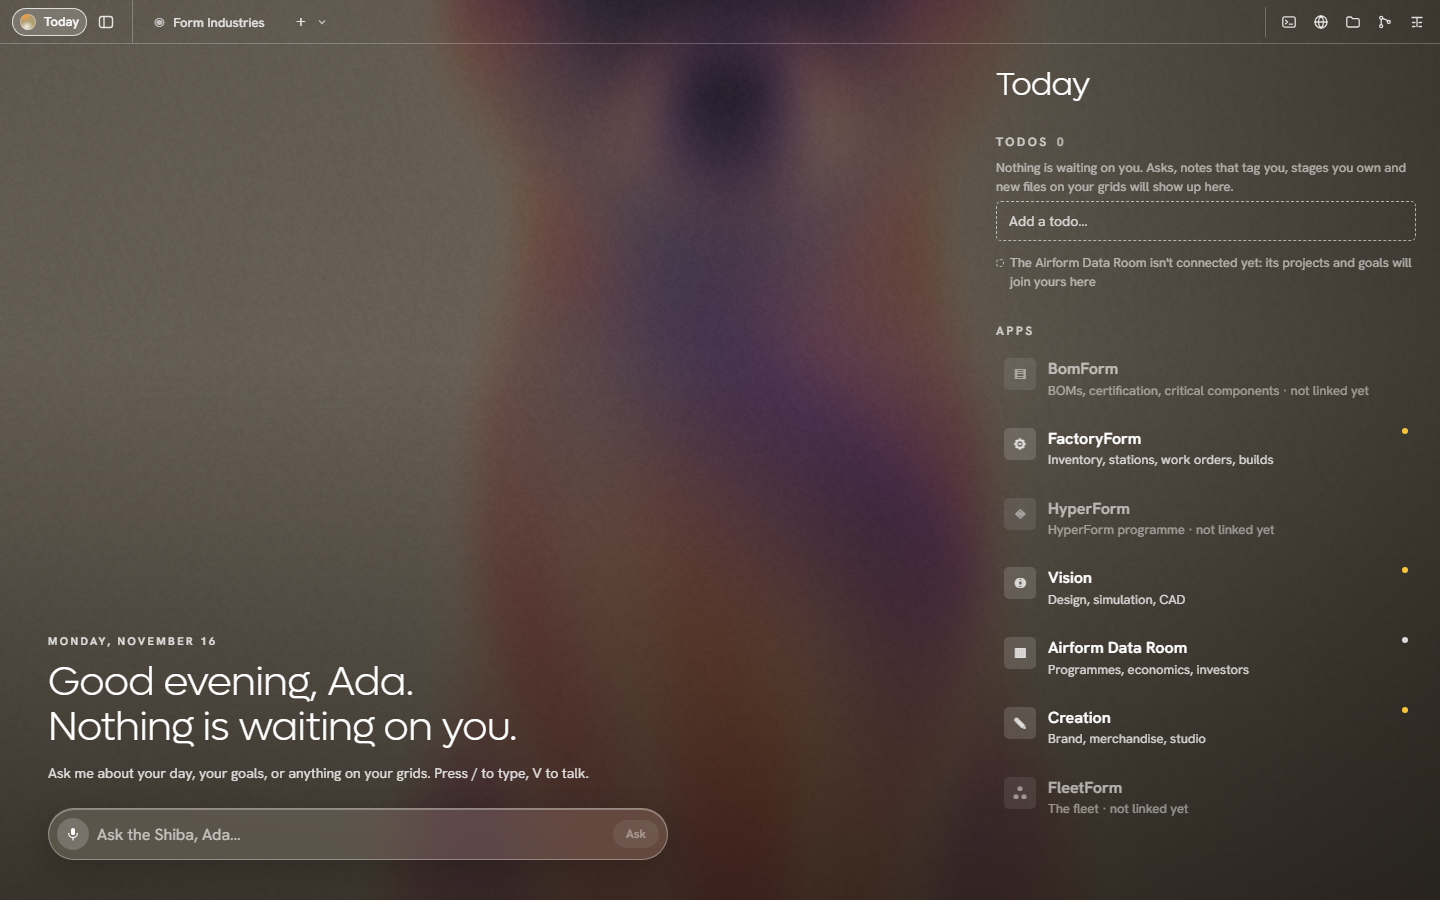 Today
Form Industries
Today
TODOS 0
Nothing is waiting on you. Asks, notes that tag you, stages you own and
new files on your grids will show up here.
Add a todo...
The Airform Data Room isn't connected yet: its projects and goals will
join yours here
APPS
BomForm
BOMs, certification, critical components · not linked yet
FactoryForm
Inventory, stations, work orders, builds
HyperForm
HyperForm programme · not linked yet
Vision
Design, simulation, CAD
Airform Data Room
Programmes, economics, investors
Creation
Brand, merchandise, studio
FleetForm
The fleet · not linked yet
MONDAY, NOVEMBER 16
Good evening, Ada.
Nothing is waiting on you.
Ask me about your day, your goals, or anything on your grids. Press / to type, V to talk.
Ask the Shiba, Ada...
Ask